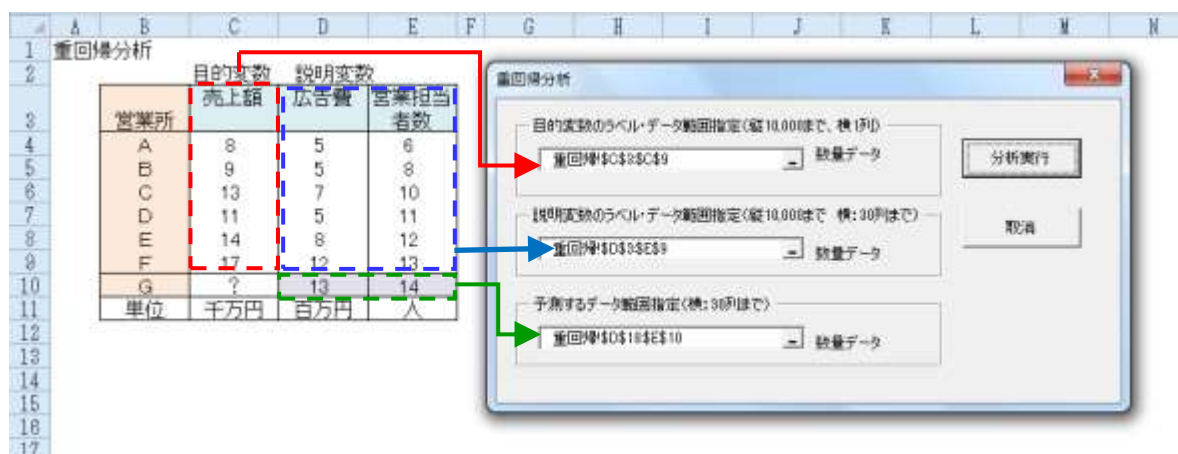 A B C D E F G H I J K L M N
1 重回帰分析
2 目的変数 説明変数
3 営業所 売上額 広告費 営業担当者数
4 A 8 5 6
5 B 9 5 8
6 C 13 7 10
7 D 11 5 11
8 E 14 8 12
9 F 17 12 13
10 G ? 13 14
11 単位 千万円 百万円 人
12
13
14
15
16
17
重回帰分析
目的変数のラベル・データ範囲指定(縦10,000まで、横1列)
重回帰!$C$3:$C$9 数量データ
分析実行
説明変数のラベル・データ範囲指定(縦10,000まで 横:30列まで)
重回帰!$D$3:$E$9 数量データ
取消
予測するデータ範囲指定(横:30列まで)
重回帰!$D$10:$E$10 数量データ